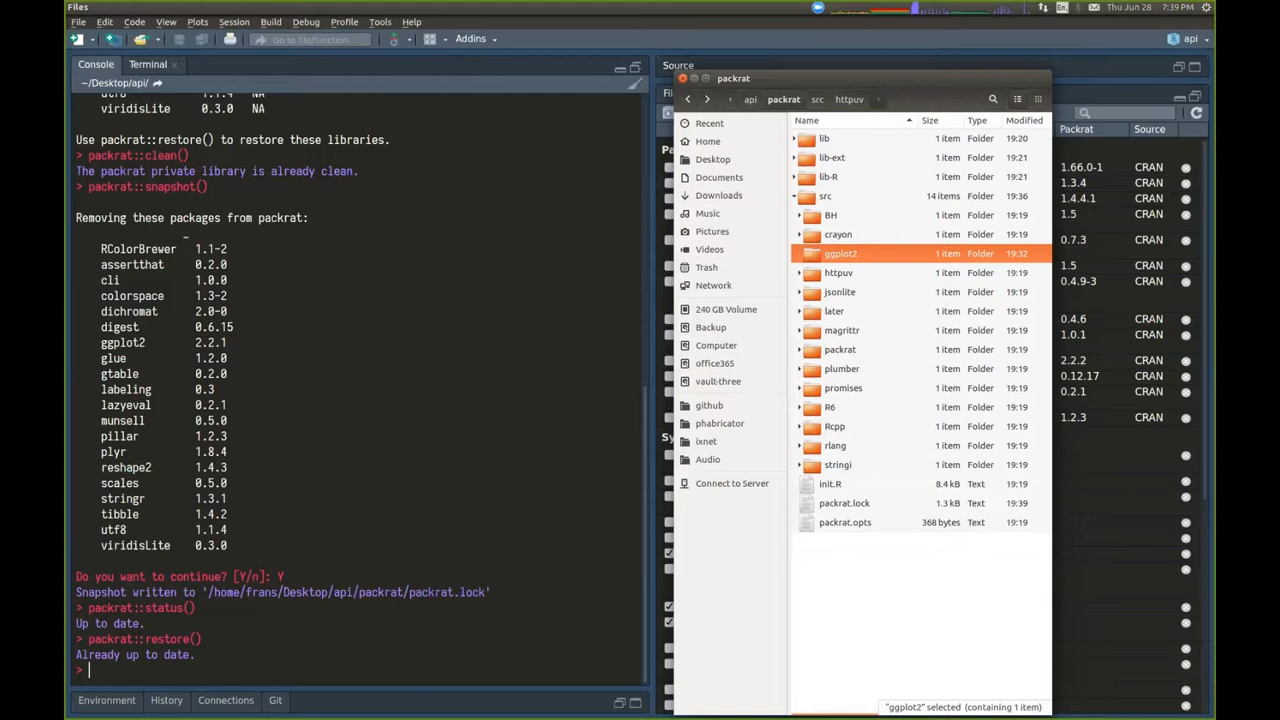 Files
En
Thu Jun 28 7:39 PM
File Edit Code View Plots Session Build Debug Profile Tools Help
Go to file/function
Addins
api
Console Terminal
~/Desktop/api/
utf8 1.1.4 NA
viridisLite 0.3.0 NA
Use packrat::restore() to restore these libraries.
> packrat::clean()
The packrat private library is already clean.
> packrat::snapshot()
Removing these packages from packrat:
_
RColorBrewer 1.1-2
assertthat 0.2.0
cli 1.0.0
colorspace 1.3-2
dichromat 2.0-0
digest 0.6.15
ggplot2 2.2.1
glue 1.2.0
gtable 0.2.0
labeling 0.3
lazyeval 0.2.1
munsell 0.5.0
pillar 1.2.3
plyr 1.8.4
reshape2 1.4.3
scales 0.5.0
stringr 1.3.1
tibble 1.4.2
utf8 1.1.4
viridisLite 0.3.0
Do you want to continue? [Y/n]: Y
Snapshot written to '/home/frans/Desktop/api/packrat/packrat.lock'
> packrat::status()
Up to date.
> packrat::restore()
Already up to date.
>
Environment History Connections Git
Source
packrat
api packrat src httpuv
Recent
Home
Desktop
Documents
Downloads
Music
Pictures
Videos
Trash
Network
240 GB Volume
Backup
Computer
office365
vault-three
github
phabricator
ixnet
Audio
Connect to Server
Name Size Type Modified
lib 1 item Folder 19:20
lib-ext 1 item Folder 19:21
lib-R 1 item Folder 19:21
src 14 items Folder 19:36
BH 1 item Folder 19:19
crayon 1 item Folder 19:19
ggplot2 1 item Folder 19:32
httpuv 1 item Folder 19:19
jsonlite 1 item Folder 19:19
later 1 item Folder 19:19
magrittr 1 item Folder 19:19
packrat 1 item Folder 19:19
plumber 1 item Folder 19:19
promises 1 item Folder 19:19
R6 1 item Folder 19:19
Rcpp 1 item Folder 19:19
rlang 1 item Folder 19:19
stringi 1 item Folder 19:19
init.R 8.4 kB Text 19:19
packrat.lock 1.3 kB Text 19:39
packrat.opts 368 bytes Text 19:19
"ggplot2" selected (containing 1 item)
Packrat Source
1.66.0-1 CRAN
1.3.4 CRAN
1.4.4.1 CRAN
1.5 CRAN
0.7.3 CRAN
1.5 CRAN
0.4.9-3 CRAN
0.4.6 CRAN
1.0.1 CRAN
2.2.2 CRAN
0.12.17 CRAN
0.2.1 CRAN
1.2.3 CRAN